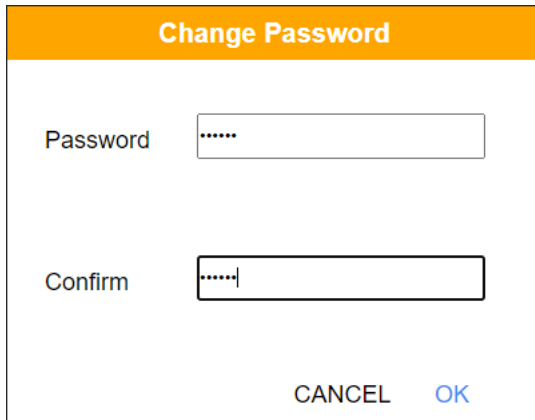 Change Password
Password ••••••
Confirm ••••••
CANCEL OK